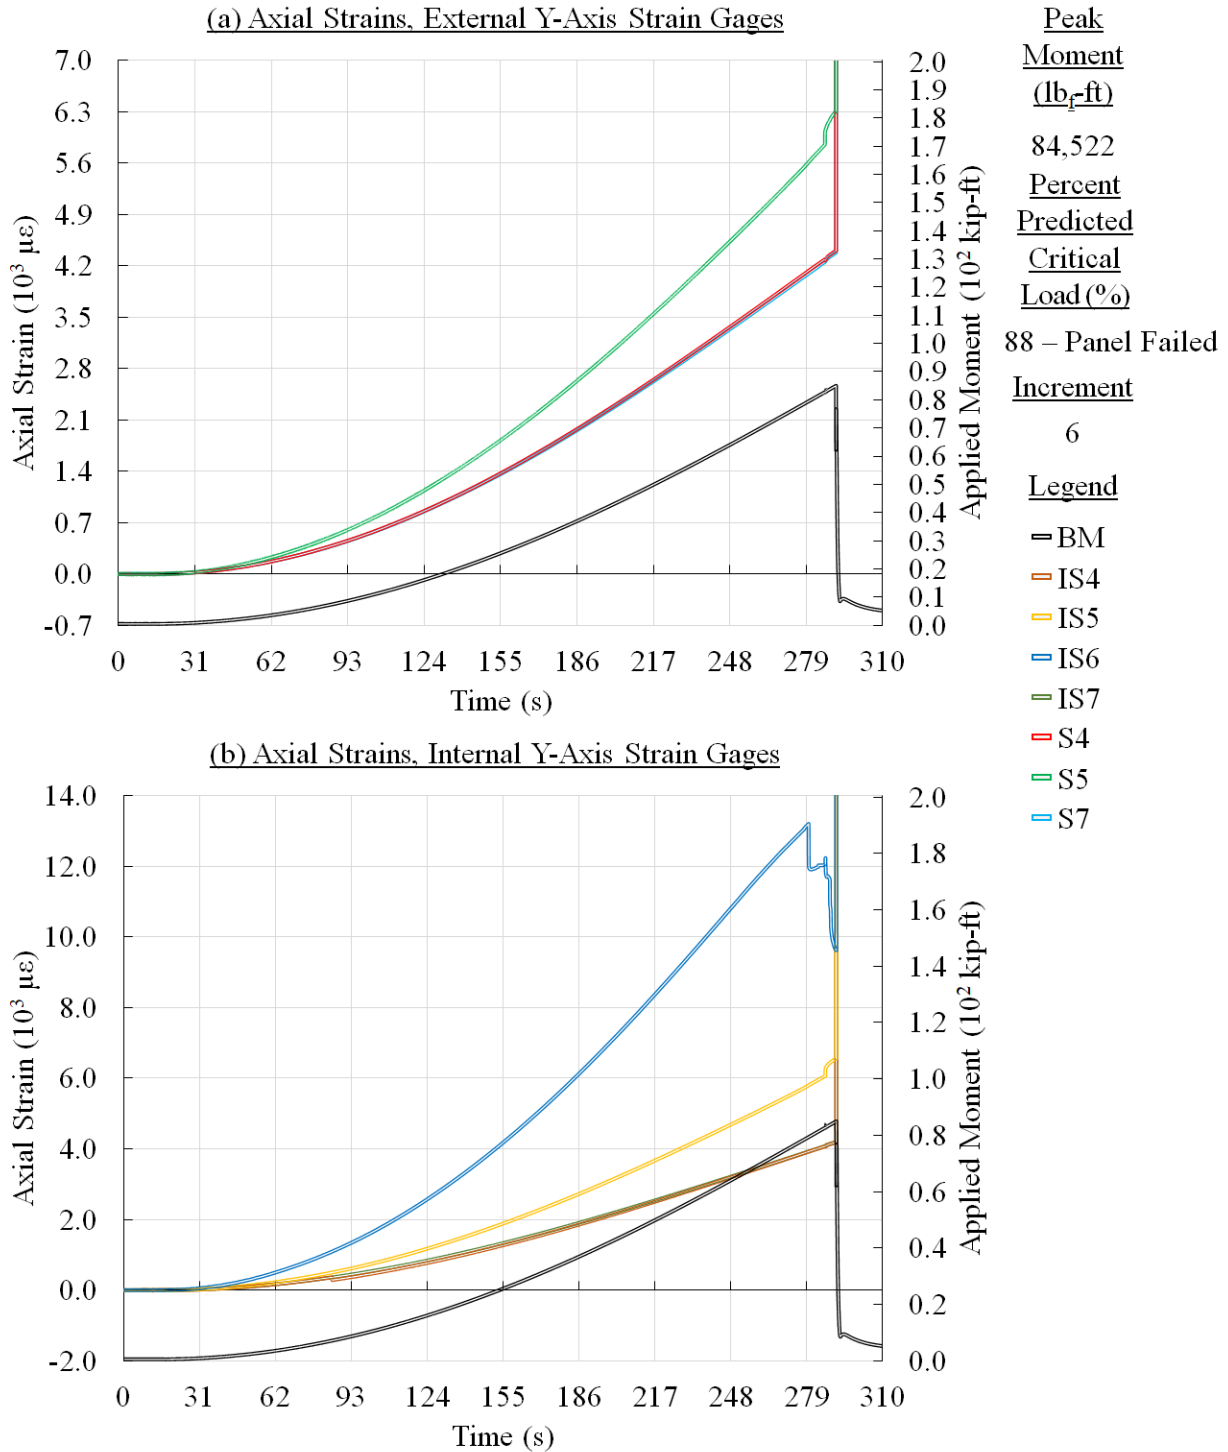 (a) Axial Strains, External Y-Axis Strain Gages
7.0
6.3
5.6
4.9
4.2
3.5
2.8
2.1
1.4
0.7
0.0
-0.7
Axial Strain (10³ με)
2.0
1.9
1.8
1.7
1.6
1.5
1.4
1.3
1.2
1.1
1.0
0.9
0.8
0.7
0.6
0.5
0.4
0.3
0.2
0.1
0.0
Applied Moment (10² kip-ft)
0 31 62 93 124 155 186 217 248 279 310
Time (s)
Peak
Moment
(lbf-ft)
84,522
Percent
Predicted
Critical
Load (%)
88 – Panel Failed
Increment
6
Legend
BM
IS4
IS5
IS6
IS7
S4
S5
S7
(b) Axial Strains, Internal Y-Axis Strain Gages
14.0
12.0
10.0
8.0
6.0
4.0
2.0
0.0
-2.0
Axial Strain (10³ με)
2.0
1.8
1.6
1.4
1.2
1.0
0.8
0.6
0.4
0.2
0.0
Applied Moment (10² kip-ft)
0 31 62 93 124 155 186 217 248 279 310
Time (s)